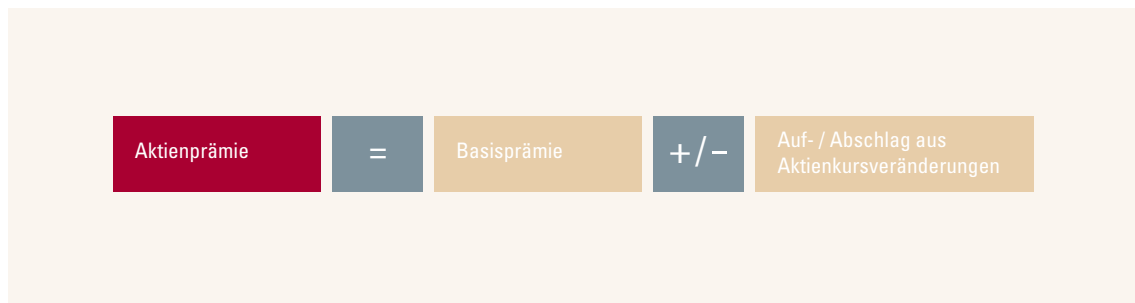 Aktienprämie
=
Basisprämie
+/−
Auf- / Abschlag aus
Aktienkursveränderungen